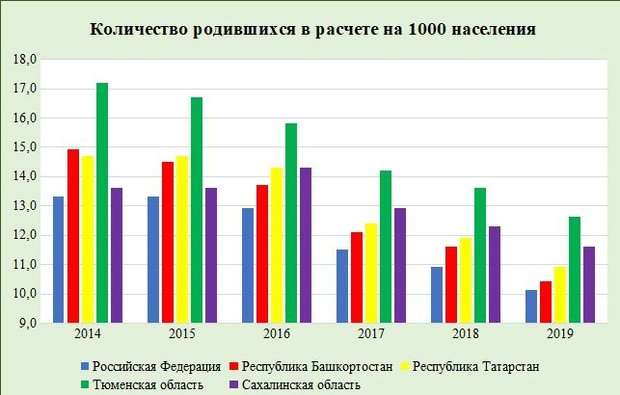 Количество родившихся в расчете на 1000 населения
18,0
17,0
16,0
15,0
14,0
13,0
12,0
11,0
10,0
9,0
2014 2015 2016 2017 2018 2019
Российская Федерация Республика Башкортостан Республика Татарстан
Тюменская область Сахалинская область